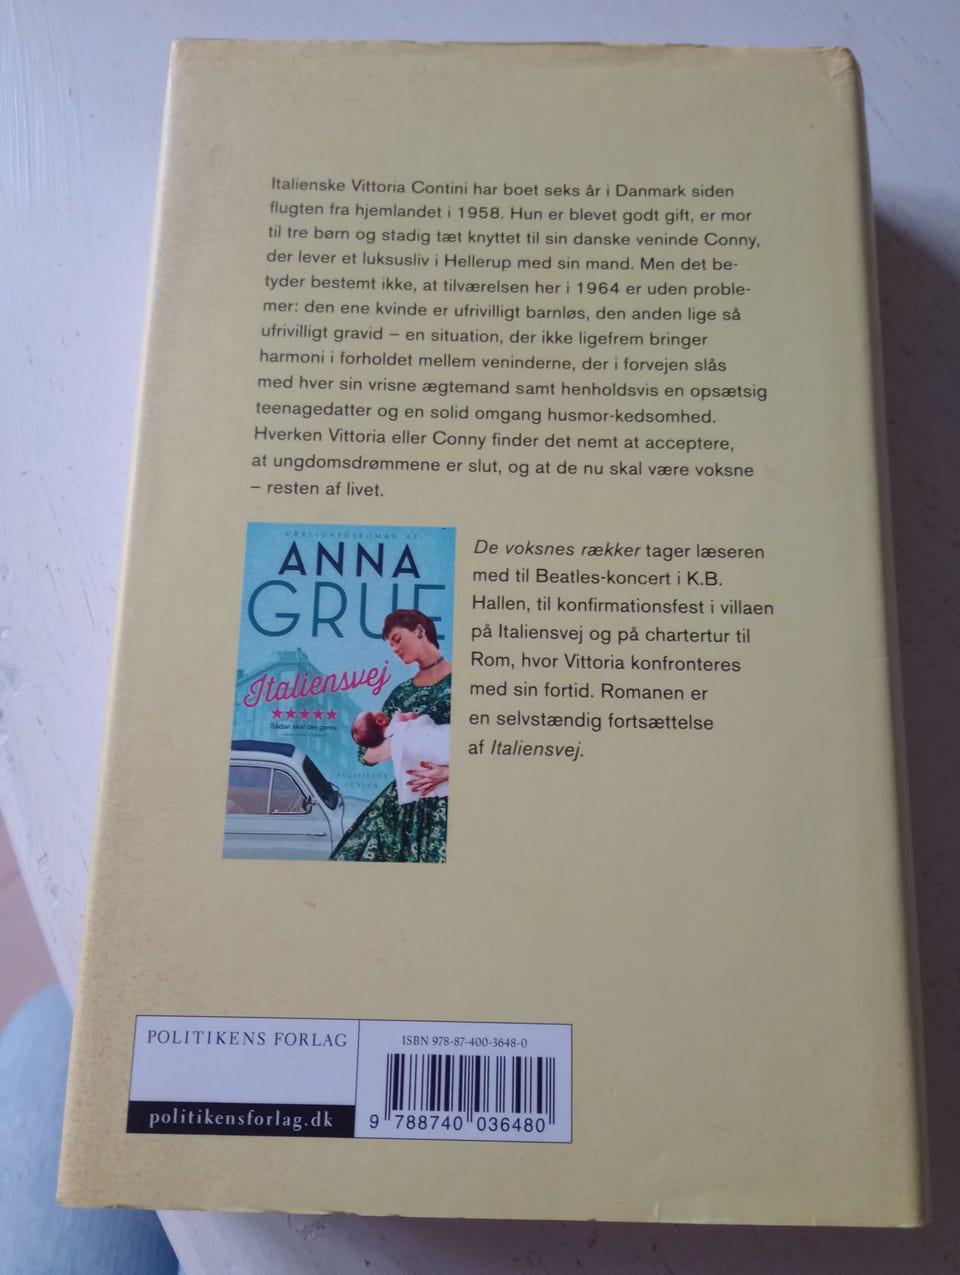 Italienske Vittoria Contini har boet seks år i Danmark siden
flugten fra hjemlandet i 1958. Hun er blevet godt gift, er mor
til tre børn og stadig tæt knyttet til sin danske veninde Conny,
der lever et luksusliv i Hellerup med sin mand. Men det be-
tyder bestemt ikke, at tilværelsen her i 1964 er uden proble-
mer: den ene kvinde er ufrivilligt barnløs, den anden lige så
ufrivilligt gravid – en situation, der ikke ligefrem bringer
harmoni i forholdet mellem veninderne, der i forvejen slås
med hver sin vrisne ægtemand samt henholdsvis en opsætsig
teenagedatter og en solid omgang husmor-kedsomhed.
Hverken Vittoria eller Conny finder det nemt at acceptere,
at ungdomsdrømmene er slut, og at de nu skal være voksne
– resten af livet.
KÆRLIGHEDSROMAN AF
ANNA
GRUE
Italiensvej
Sådan skal det gøres
POLITIKENS
FORLAG
De voksnes rækker tager læseren
med til Beatles-koncert i K.B.
Hallen, til konfirmationsfest i villaen
på Italiensvej og på chartertur til
Rom, hvor Vittoria konfronteres
med sin fortid. Romanen er
en selvstændig fortsættelse
af Italiensvej.
POLITIKENS FORLAG
politikensforlag.dk
ISBN 978-87-400-3648-0
9 788740 036480